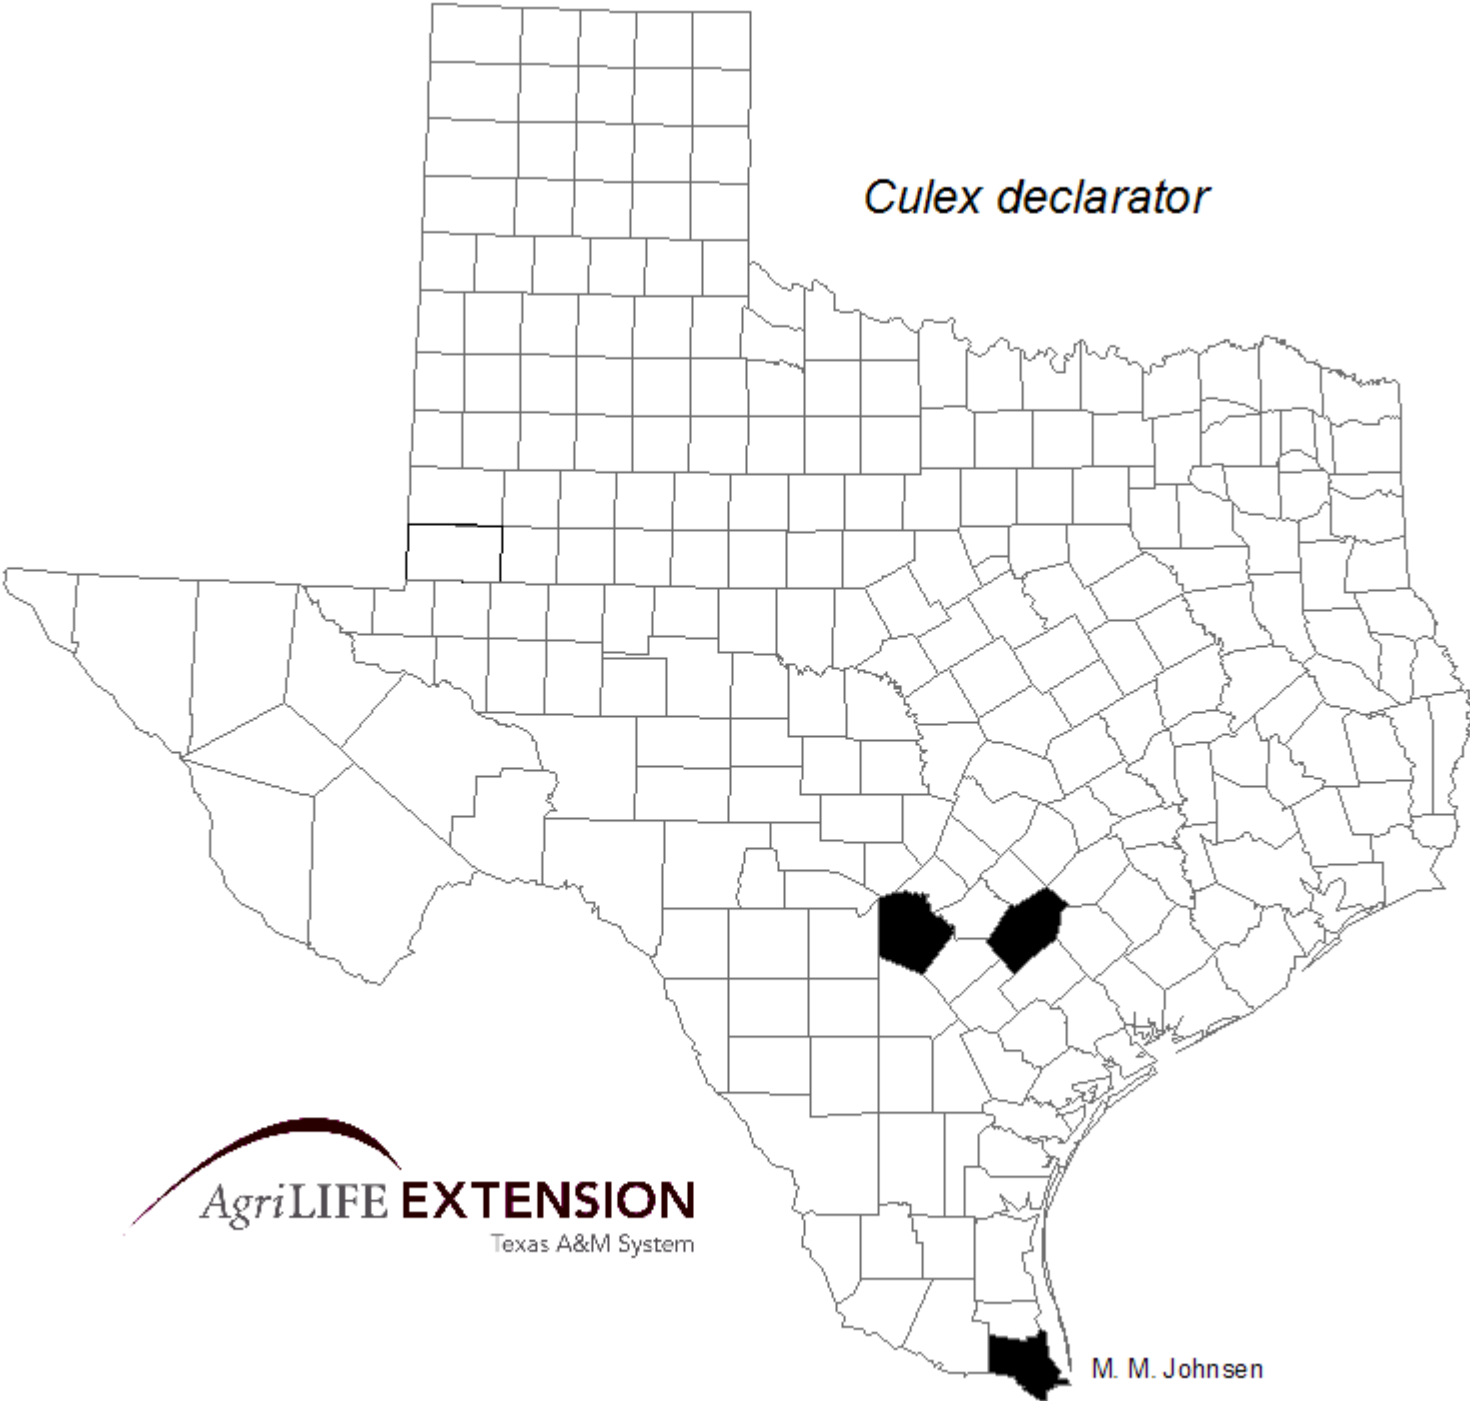 Culex declarator
AgriLIFE EXTENSION
Texas A&M System
M. M. Johnsen